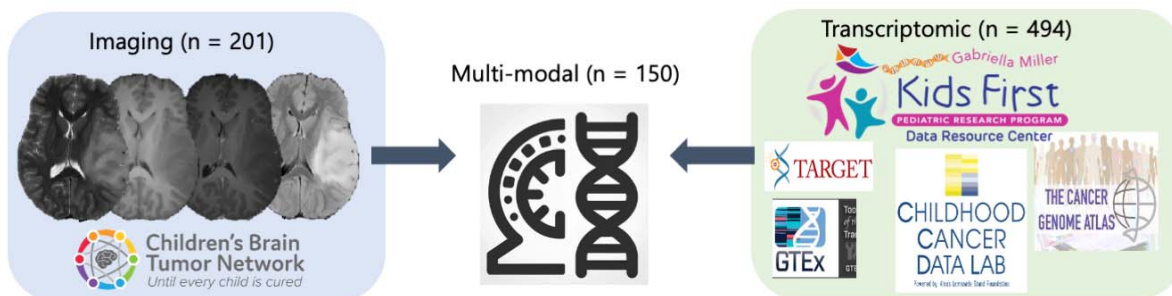 Imaging (n = 201)
Children's Brain
Tumor Network
Until every child is cured
Multi-modal (n = 150)
Transcriptomic (n = 494)
Gabriella Miller
Kids First
PEDIATRIC RESEARCH PROGRAM
Data Resource Center
TARGET
GTEx
CHILDHOOD
CANCER
DATA LAB
THE CANCER
GENOME ATLAS